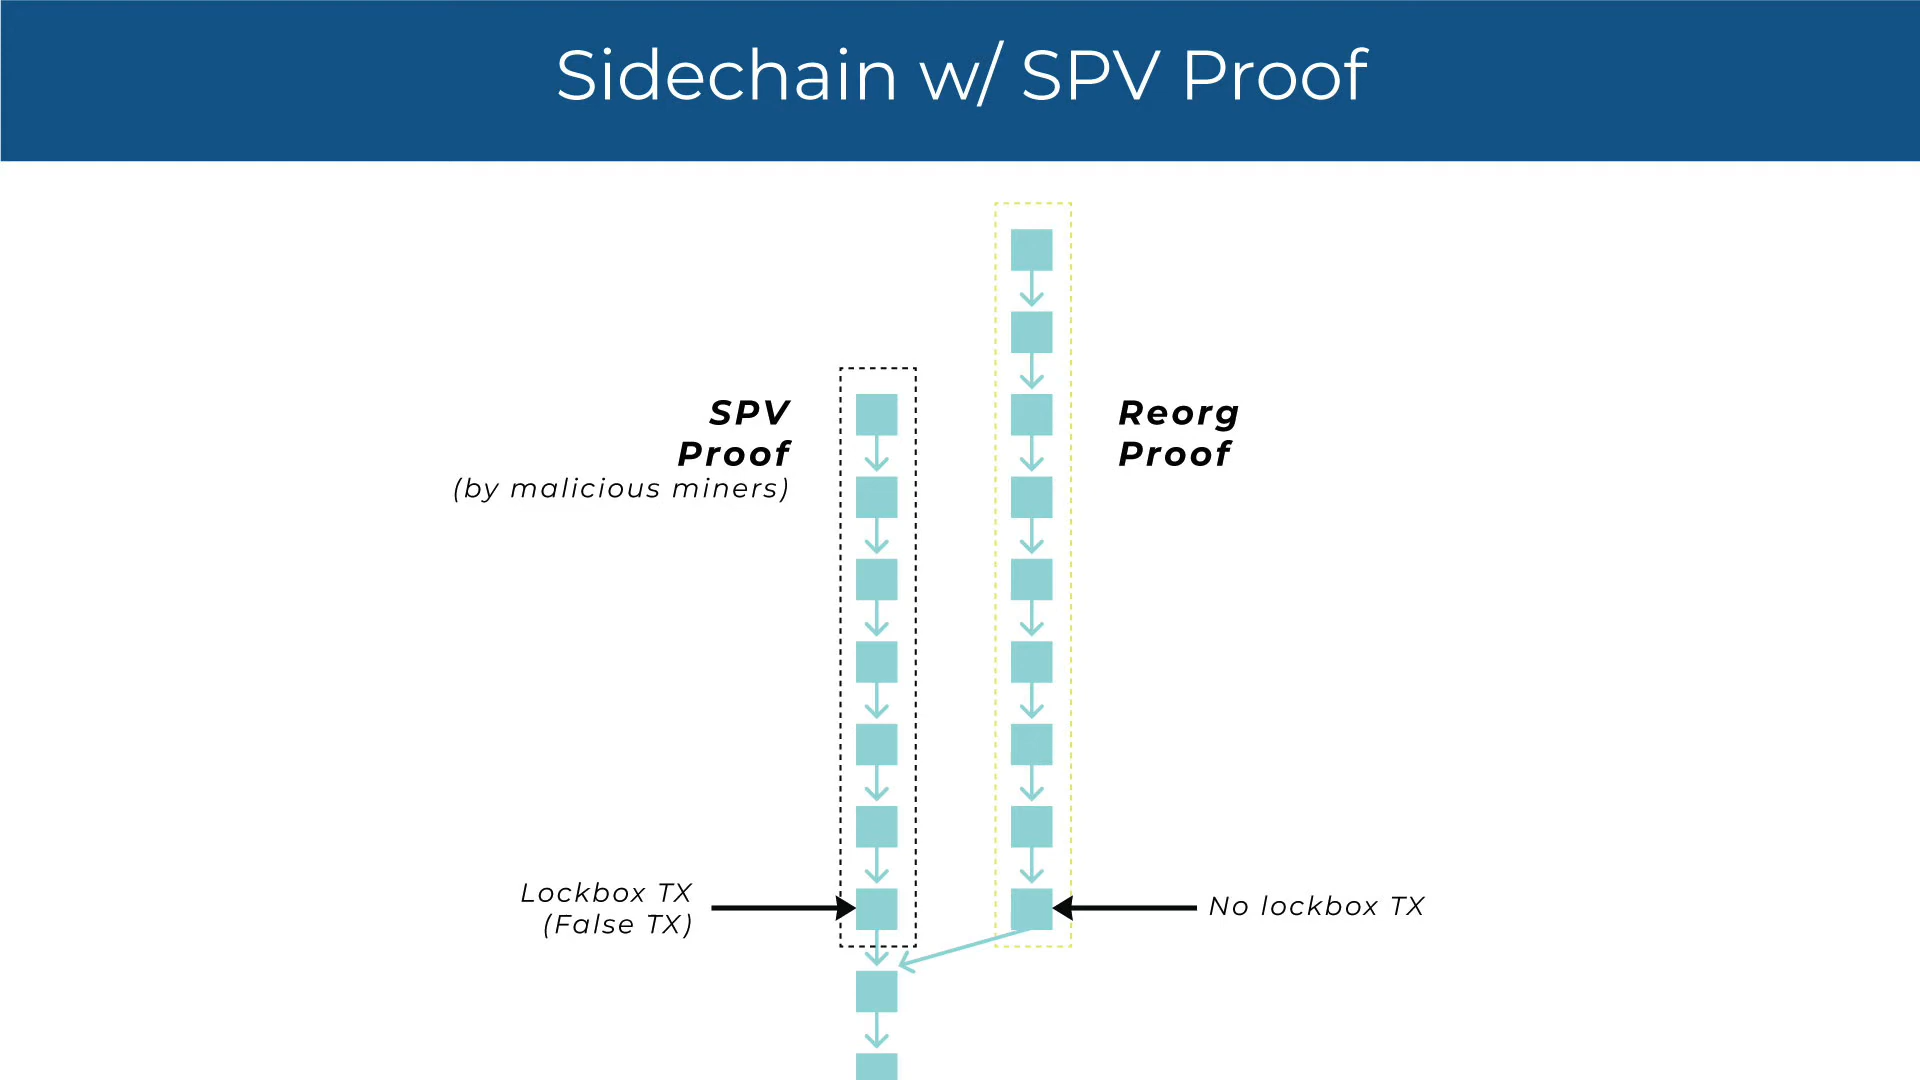 Sidechain w/ SPV Proof
SPV
Proof
(by malicious miners)
Reorg
Proof
Lockbox TX
(False TX)
No lockbox TX